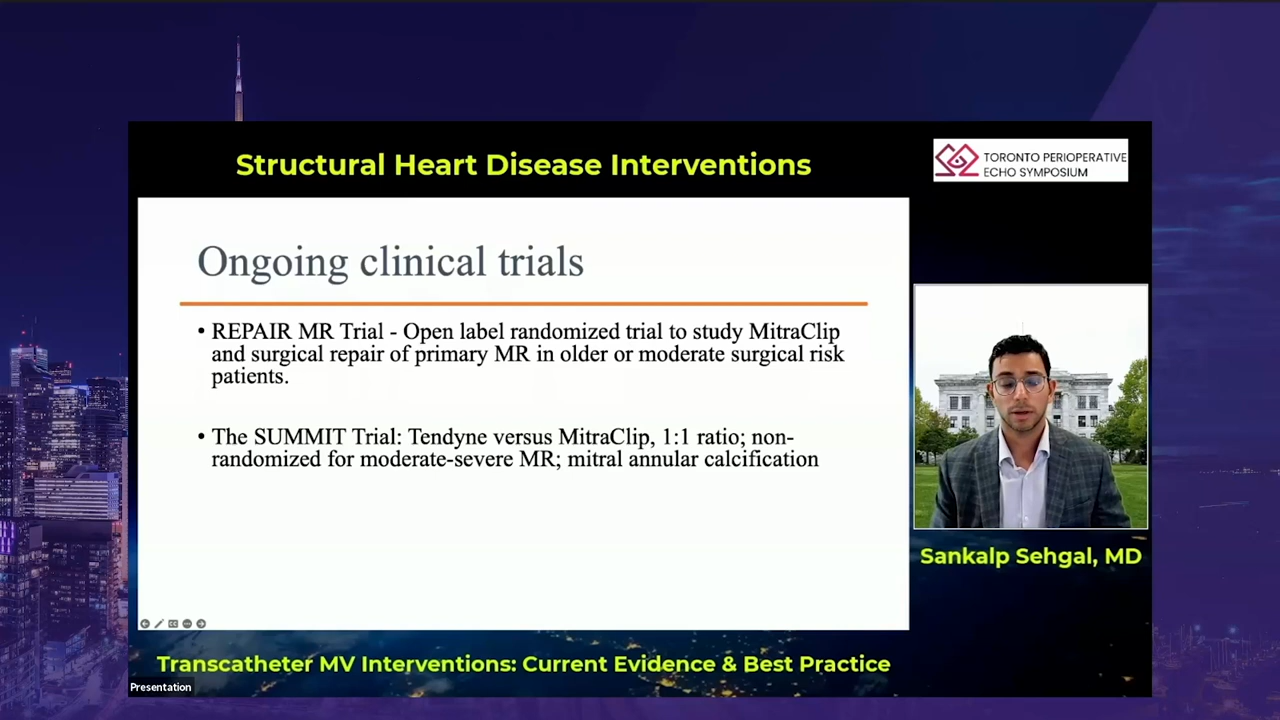 Structural Heart Disease Interventions
TORONTO PERIOPERATIVE
ECHO SYMPOSIUM
Ongoing clinical trials
• REPAIR MR Trial - Open label randomized trial to study MitraClip
and surgical repair of primary MR in older or moderate surgical risk
patients.
• The SUMMIT Trial: Tendyne versus MitraClip, 1:1 ratio; non-
randomized for moderate-severe MR; mitral annular calcification
Sankalp Sehgal, MD
Transcatheter MV Interventions: Current Evidence & Best Practice
Presentation